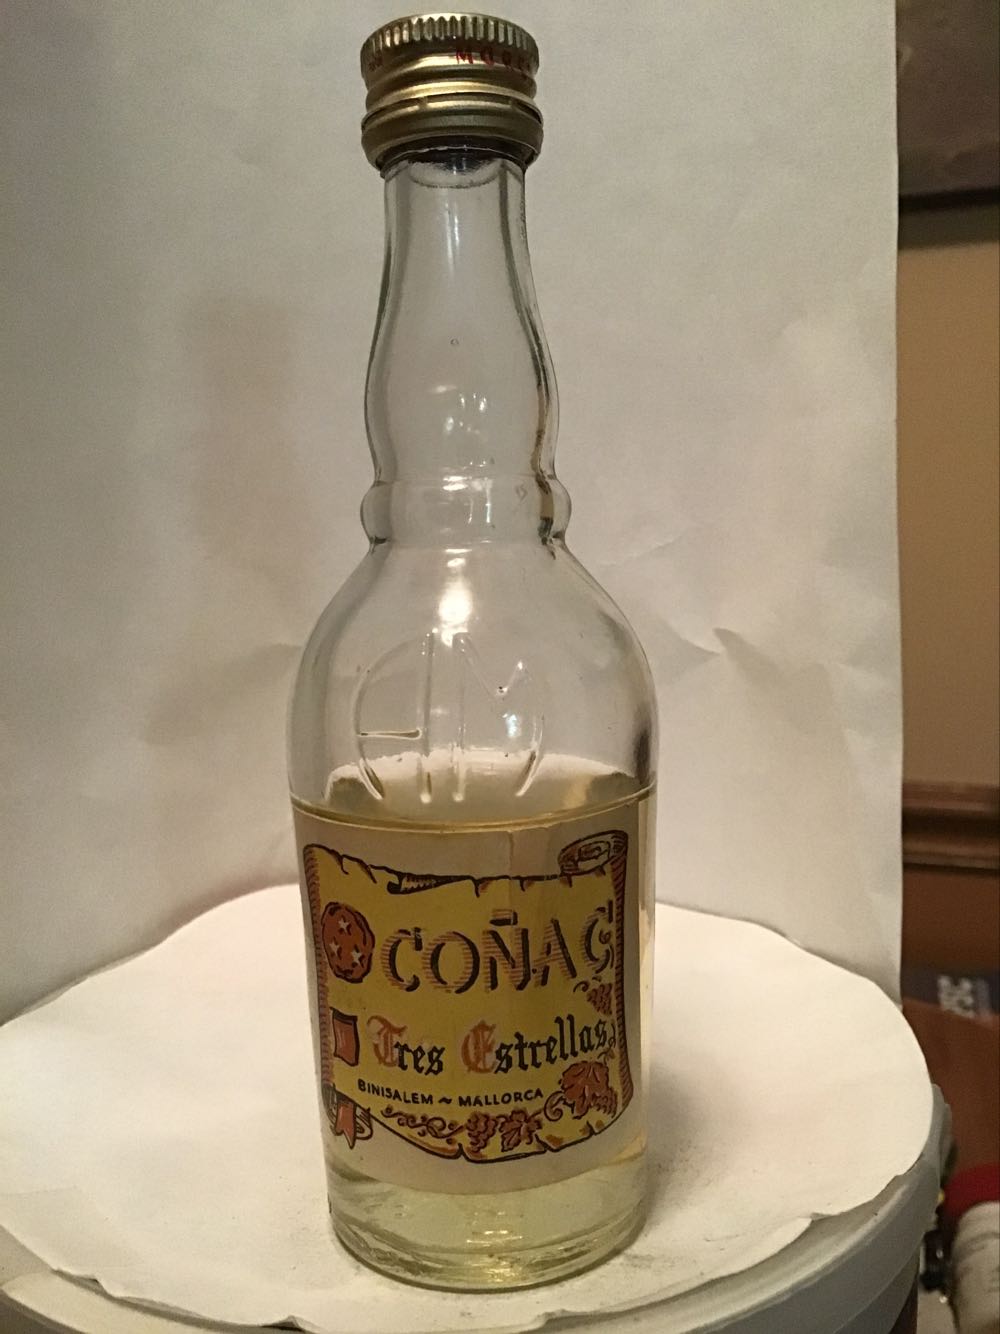 COÑAC
Tres Estrellas
BINISALEM ~ MALLORCA